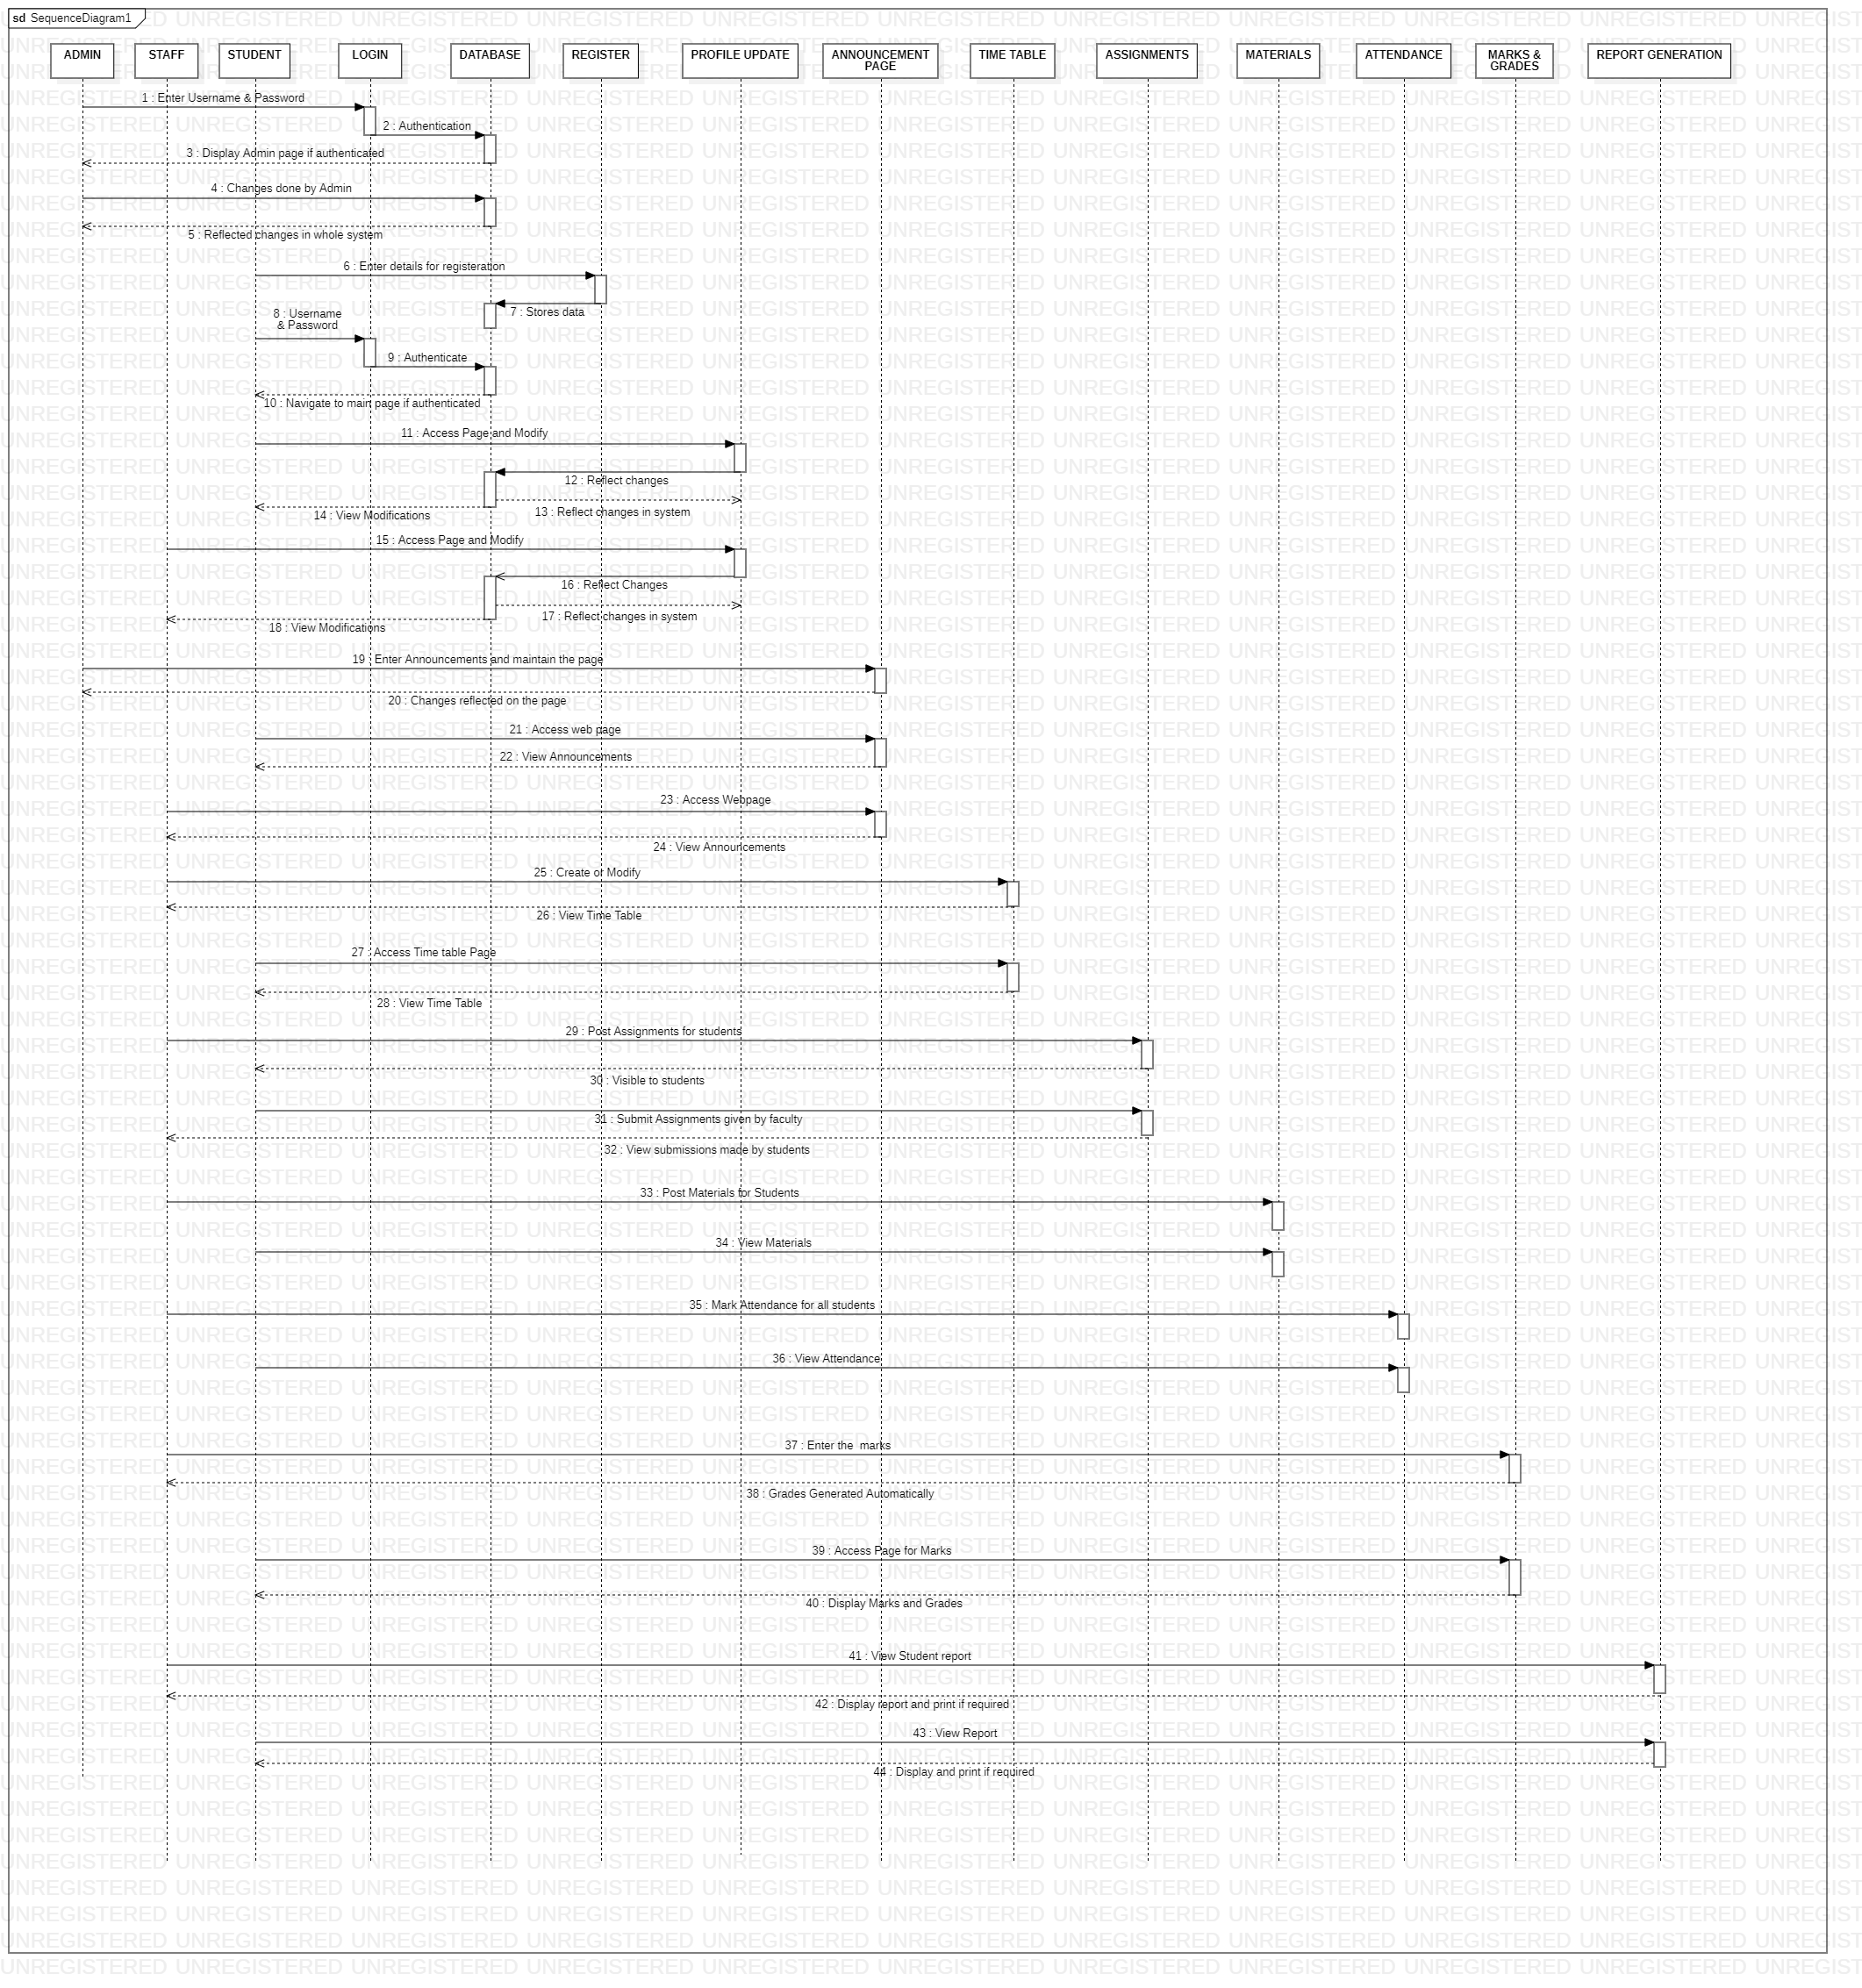 sd SequenceDiagram1
ADMIN
STAFF
STUDENT
LOGIN
DATABASE
REGISTER
PROFILE UPDATE
ANNOUNCEMENT
PAGE
TIME TABLE
ASSIGNMENTS
MATERIALS
ATTENDANCE
MARKS &
GRADES
REPORT GENERATION
1 : Enter Username & Password
2 : Authentication
3 : Display Admin page if authenticated
4 : Changes done by Admin
5 : Reflected changes in whole system
6 : Enter details for registeration
7 : Stores data
8 : Username
& Password
9 : Authenticate
10 : Navigate to main page if authenticated
11 : Access Page and Modify
12 : Reflect changes
13 : Reflect changes in system
14 : View Modifications
15 : Access Page and Modify
16 : Reflect Changes
17 : Reflect changes in system
18 : View Modifications
19 : Enter Announcements and maintain the page
20 : Changes reflected on the page
21 : Access web page
22 : View Announcements
23 : Access Webpage
24 : View Announcements
25 : Create or Modify
26 : View Time Table
27 : Access Time table Page
28 : View Time Table
29 : Post Assignments for students
30 : Visible to students
31 : Submit Assignments given by faculty
32 : View submissions made by students
33 : Post Materials for Students
34 : View Materials
35 : Mark Attendance for all students
36 : View Attendance
37 : Enter the  marks
38 : Grades Generated Automatically
39 : Access Page for Marks
40 : Display Marks and Grades
41 : View Student report
42 : Display report and print if required
43 : View Report
44 : Display and print if required
UNREGISTERED